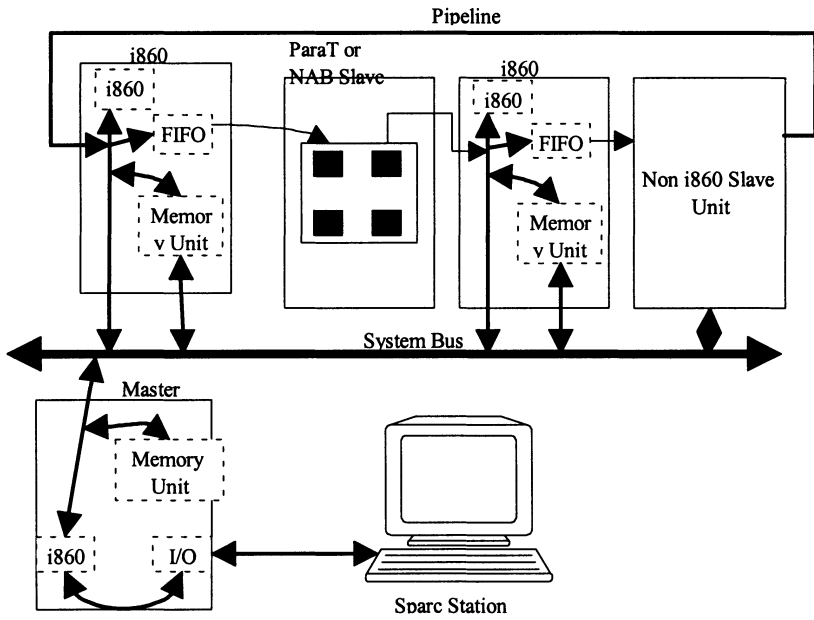 Pipeline
i860
i860
FIFO
Memor
v Unit
ParaT or
NAB Slave
i860
i860
FIFO
Memor
v Unit
Non i860 Slave
Unit
System Bus
Master
Memory
Unit
i860
I/O
Sparc Station